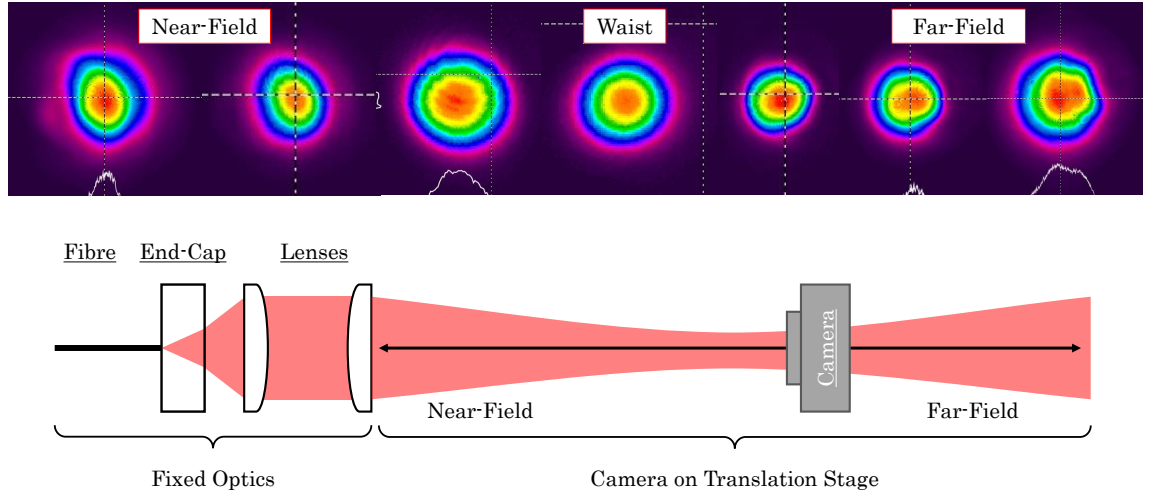 Near-Field
Waist
Far-Field
Fibre
End-Cap
Lenses
Camera
Near-Field
Far-Field
Fixed Optics
Camera on Translation Stage